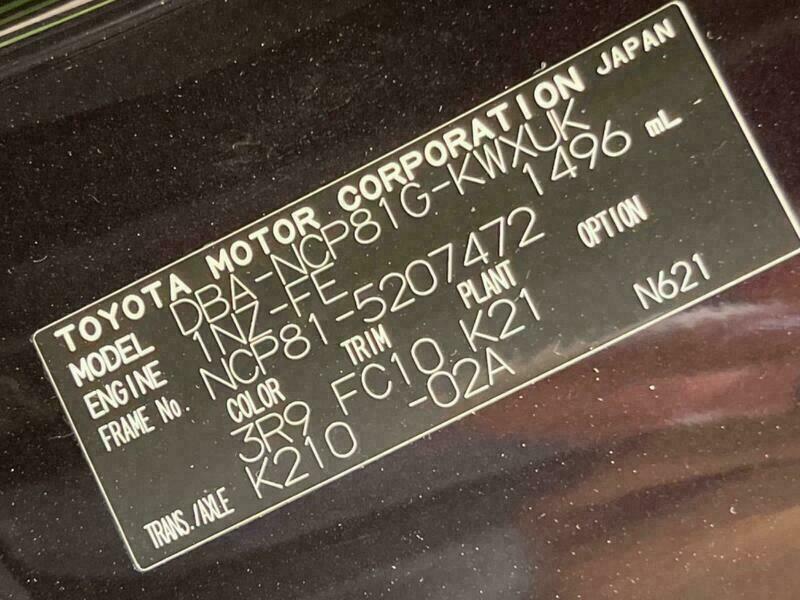 TOYOTA MOTOR CORPORATION JAPAN
MODEL DBA-NCP81G-KWXUK
ENGINE 1NZ-FE 1496 mL
FRAME No. NCP81-5207472
COLOR TRIM PLANT OPTION
3R9 FC10 K21 N621
TRANS./AXLE K210 -02A